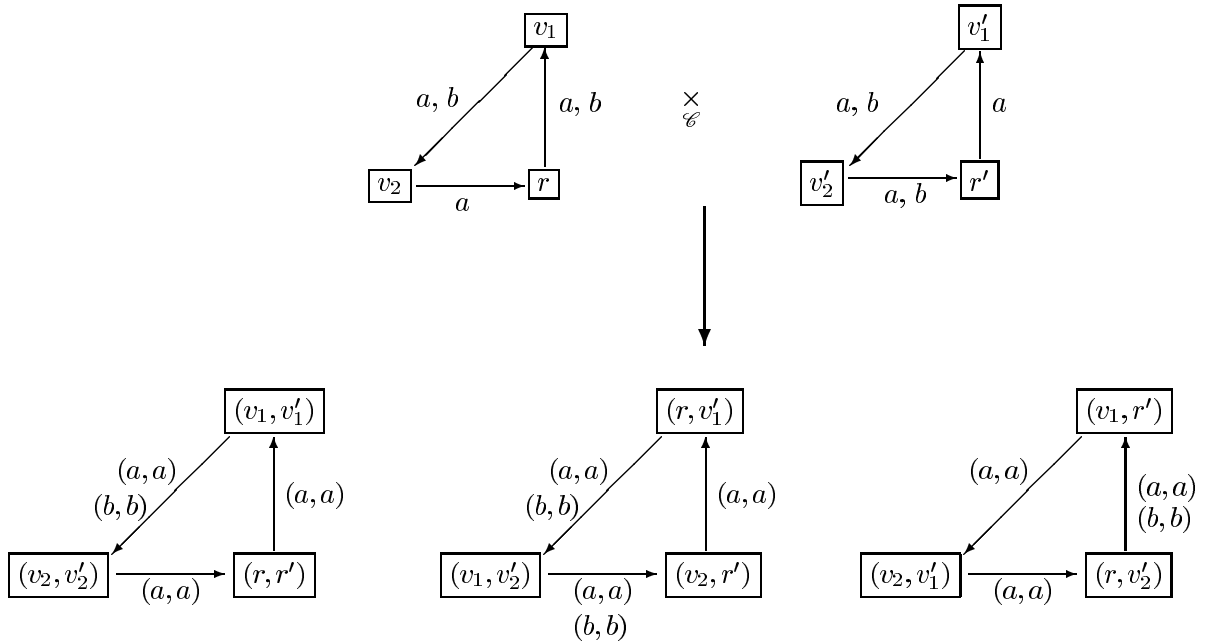 v₁
v′₁
a, b
a, b
×
𝒞
a, b
a
v₂
r
v′₂
r′
a
a, b
(v₁, v′₁)
(r, v′₁)
(v₁, r′)
(a, a)
(b, b)
(a, a)
(a, a)
(b, b)
(a, a)
(a, a)
(a, a)
(b, b)
(v₂, v′₂)
(r, r′)
(v₁, v′₂)
(v₂, r′)
(v₂, v′₁)
(r, v′₂)
(a, a)
(a, a)
(b, b)
(a, a)